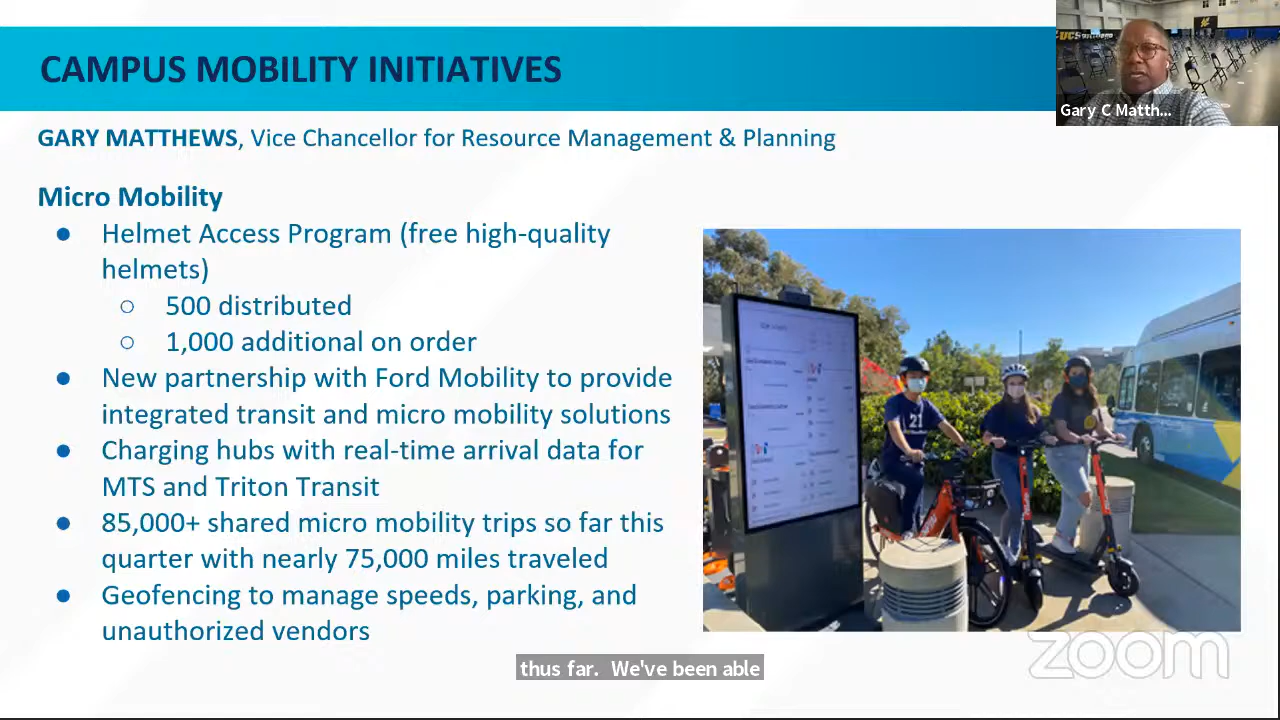 CAMPUS MOBILITY INITIATIVES
Gary C Matth...
GARY MATTHEWS, Vice Chancellor for Resource Management & Planning
Micro Mobility
● Helmet Access Program (free high-quality
helmets)
○ 500 distributed
○ 1,000 additional on order
● New partnership with Ford Mobility to provide
integrated transit and micro mobility solutions
● Charging hubs with real-time arrival data for
MTS and Triton Transit
● 85,000+ shared micro mobility trips so far this
quarter with nearly 75,000 miles traveled
● Geofencing to manage speeds, parking, and
unauthorized vendors
21
thus far. We've been able
zoom